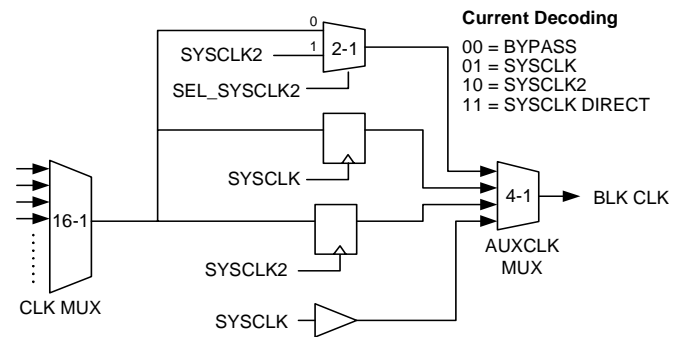 Current Decoding
00 = BYPASS
01 = SYSCLK
10 = SYSCLK2
11 = SYSCLK DIRECT
0
SYSCLK2
1
2-1
SEL_SYSCLK2
SYSCLK
16-1
4-1
BLK CLK
AUXCLK
MUX
SYSCLK2
CLK MUX
SYSCLK